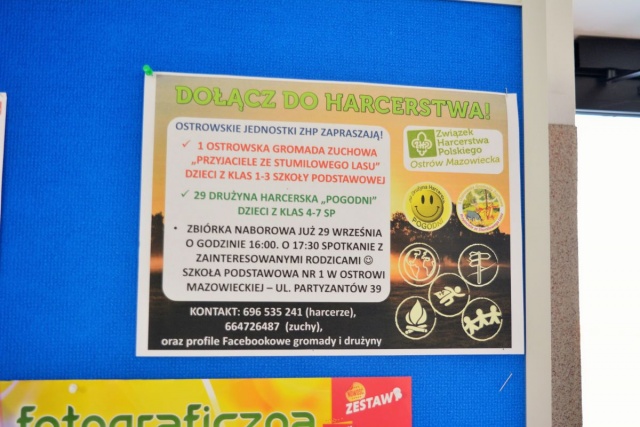 DOŁĄCZ DO HARCERSTWA!
OSTROWSKIE JEDNOSTKI ZHP ZAPRASZAJĄ!
✓ 1 OSTROWSKA GROMADA ZUCHOWA
„PRZYJACIELE ZE STUMILOWEGO LASU”
DZIECI Z KLAS 1-3 SZKOŁY PODSTAWOWEJ
✓ 29 DRUŻYNA HARCERSKA „POGODNI”
DZIECI Z KLAS 4-7 SP
• ZBIÓRKA NABOROWA JUŻ 29 WRZEŚNIA
O GODZINIE 16:00. O 17:30 SPOTKANIE Z
ZAINTERESOWANYMI RODZICAMI ☺
SZKOŁA PODSTAWOWA NR 1 W OSTROWI
MAZOWIECKIEJ – UL. PARTYZANTÓW 39
KONTAKT: 696 535 241 (harcerze),
664726487 (zuchy),
oraz profile Facebookowe gromady i drużyny
Związek
Harcerstwa
Polskiego
Ostrów Mazowiecka
POGODNI
fotograficzna
ZESTAW